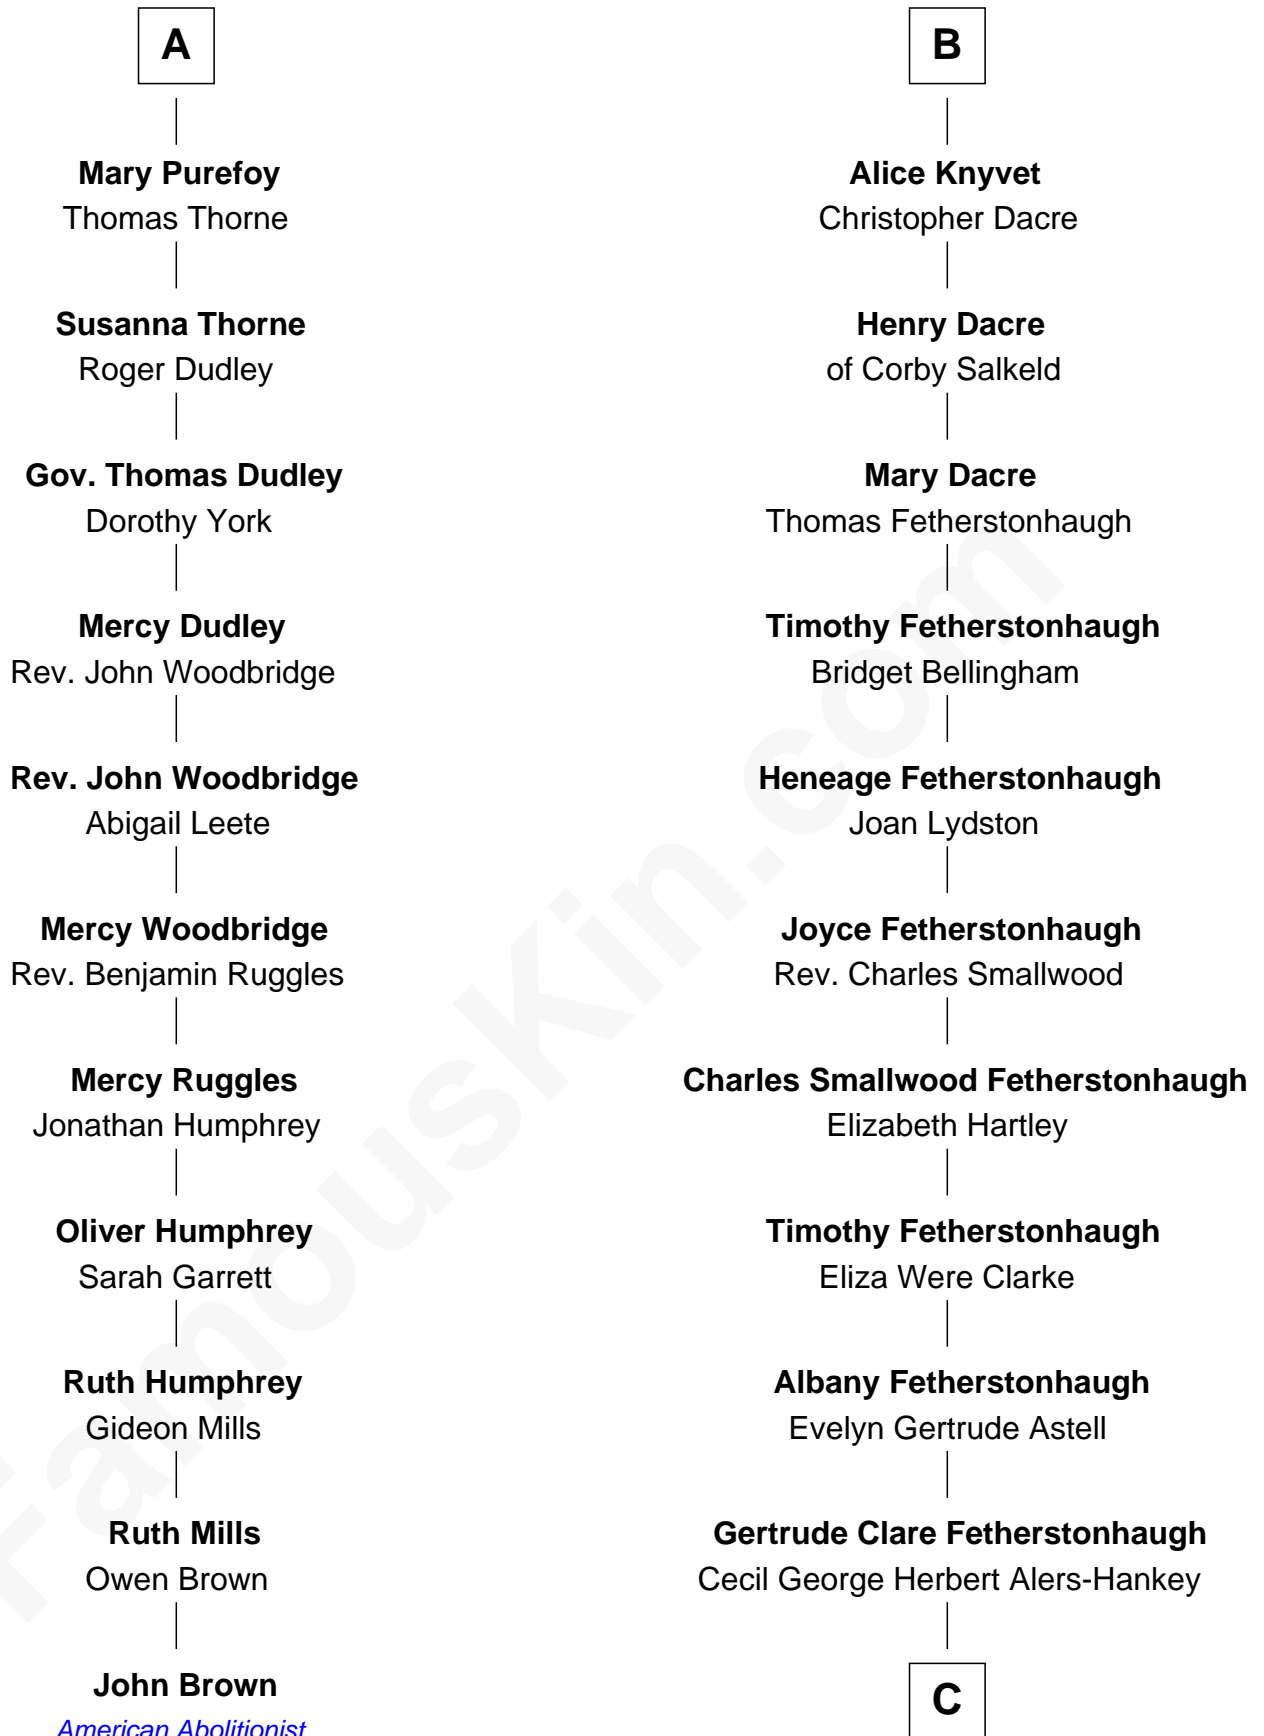 A
Mary Purefoy
Thomas Thorne
Susanna Thorne
Roger Dudley
Gov. Thomas Dudley
Dorothy York
Mercy Dudley
Rev. John Woodbridge
Rev. John Woodbridge
Abigail Leete
Mercy Woodbridge
Rev. Benjamin Ruggles
Mercy Ruggles
Jonathan Humphrey
Oliver Humphrey
Sarah Garrett
Ruth Humphrey
Gideon Mills
Ruth Mills
Owen Brown
John Brown
American Abolitionist
B
Alice Knyvet
Christopher Dacre
Henry Dacre
of Corby Salkeld
Mary Dacre
Thomas Fetherstonhaugh
Timothy Fetherstonhaugh
Bridget Bellingham
Heneage Fetherstonhaugh
Joan Lydston
Joyce Fetherstonhaugh
Rev. Charles Smallwood
Charles Smallwood Fetherstonhaugh
Elizabeth Hartley
Timothy Fetherstonhaugh
Eliza Were Clarke
Albany Fetherstonhaugh
Evelyn Gertrude Astell
Gertrude Clare Fetherstonhaugh
Cecil George Herbert Alers-Hankey
C
FamousKin.com